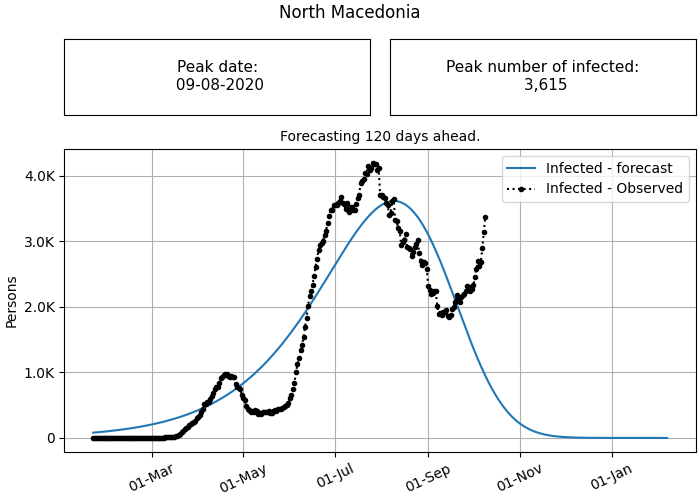 North Macedonia
Peak date:
09-08-2020
Peak number of infected:
3,615
Forecasting 120 days ahead.
Infected - forecast
Infected - Observed
4.0K
3.0K
2.0K
1.0K
0
Persons
01-Mar
01-May
01-Jul
01-Sep
01-Nov
01-Jan